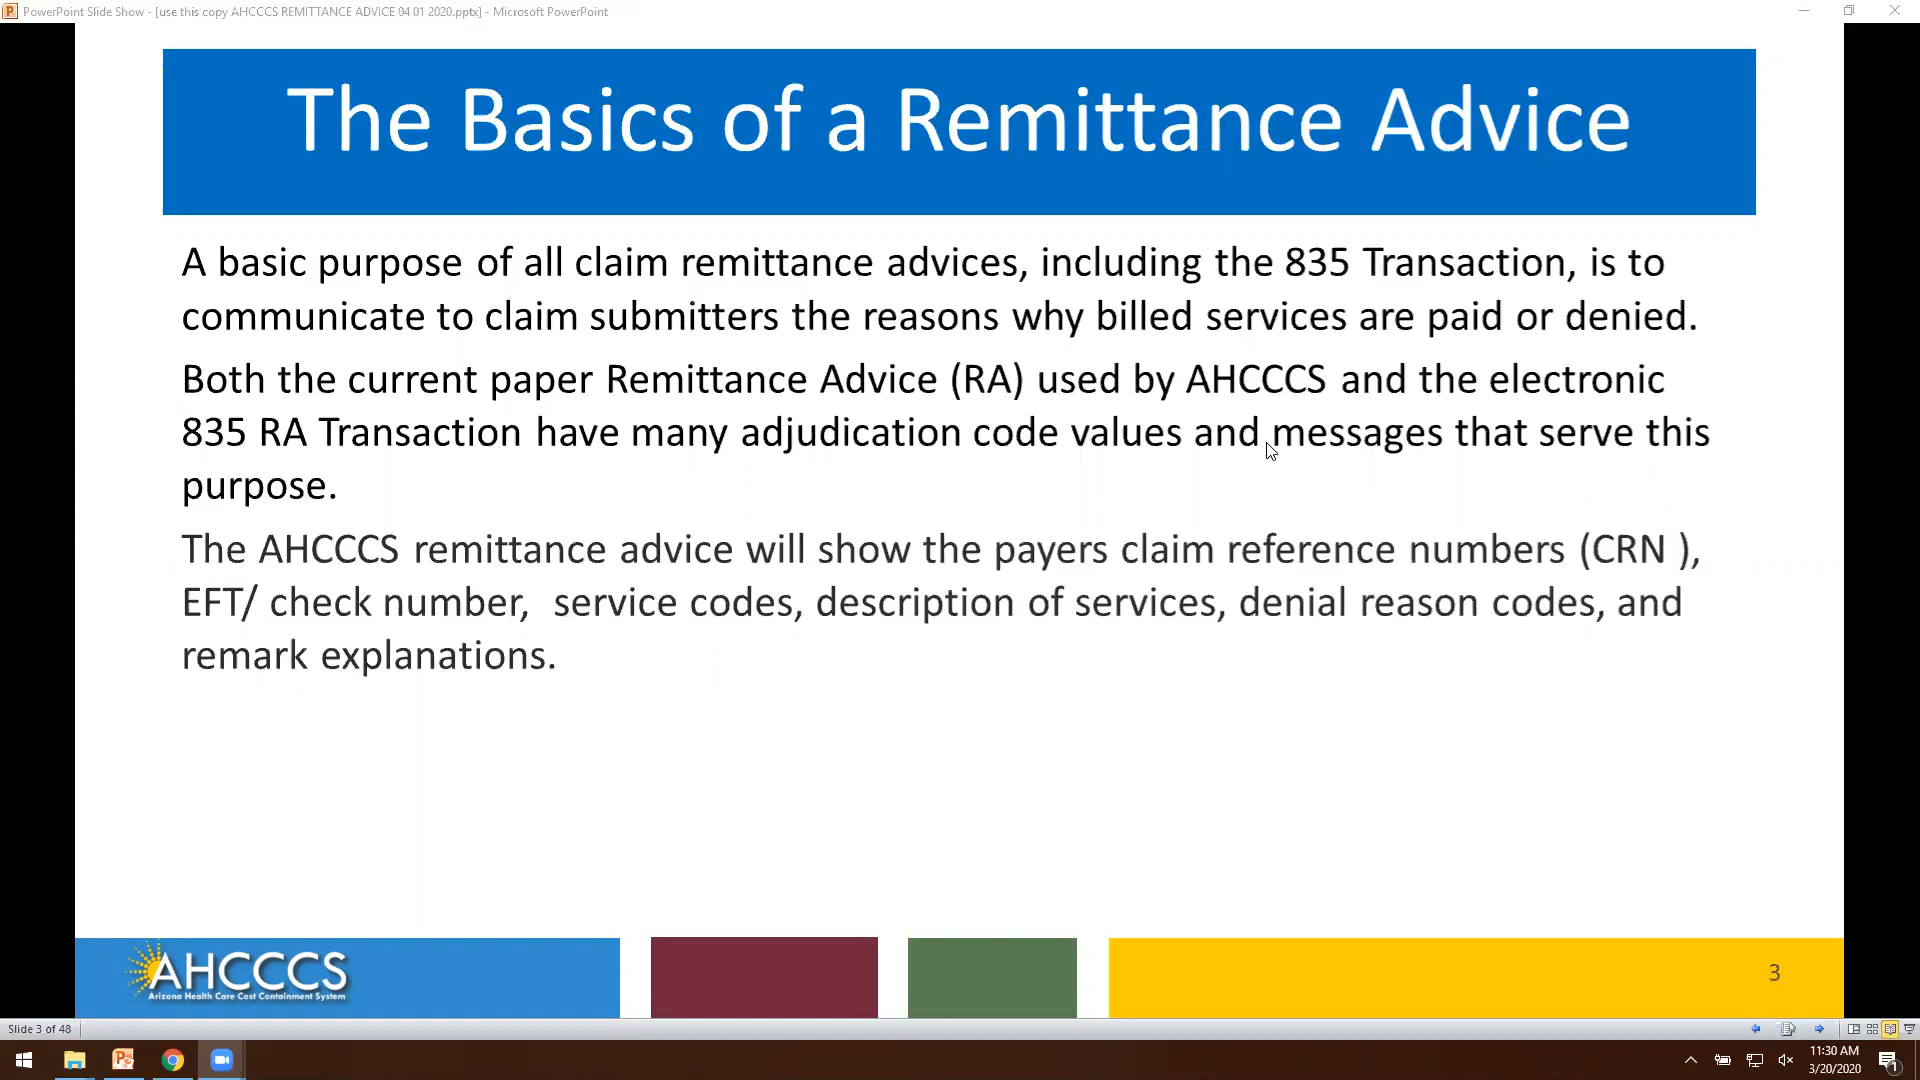 PowerPoint Slide Show - [use this copy AHCCCS REMITTANCE ADVICE 04 01 2020.pptx] - Microsoft PowerPoint
The Basics of a Remittance Advice
A basic purpose of all claim remittance advices, including the 835 Transaction, is to
communicate to claim submitters the reasons why billed services are paid or denied.
Both the current paper Remittance Advice (RA) used by AHCCCS and the electronic
835 RA Transaction have many adjudication code values and messages that serve this
purpose.
The AHCCCS remittance advice will show the payers claim reference numbers (CRN ),
EFT/ check number,  service codes, description of services, denial reason codes, and
remark explanations.
AHCCCS
Arizona Health Care Cost Containment System
3
Slide 3 of 48
11:30 AM
3/20/2020
1